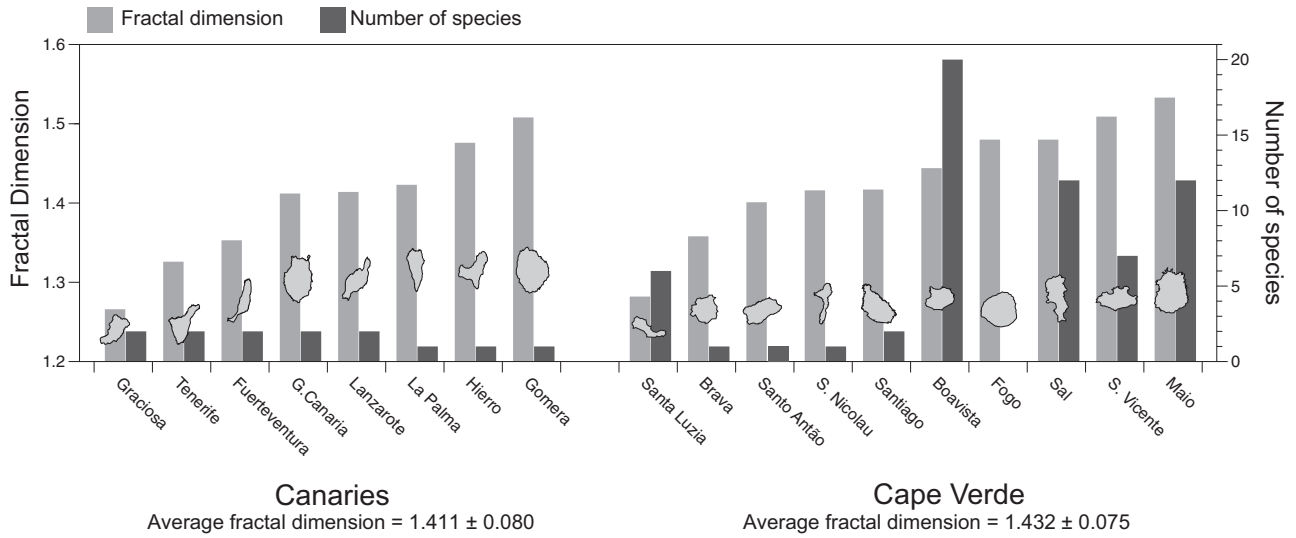 Fractal dimension
Number of species
Fractal Dimension
1.6
1.5
1.4
1.3
1.2
Number of species
20
15
10
5
0
Graciosa
Tenerife
Fuerteventura
G.Canaria
Lanzarote
La Palma
Hierro
Gomera
Santa Luzia
Brava
Santo Antão
S. Nicolau
Santiago
Boavista
Fogo
Sal
S. Vicente
Maio
Canaries
Average fractal dimension = 1.411 ± 0.080
Cape Verde
Average fractal dimension = 1.432 ± 0.075